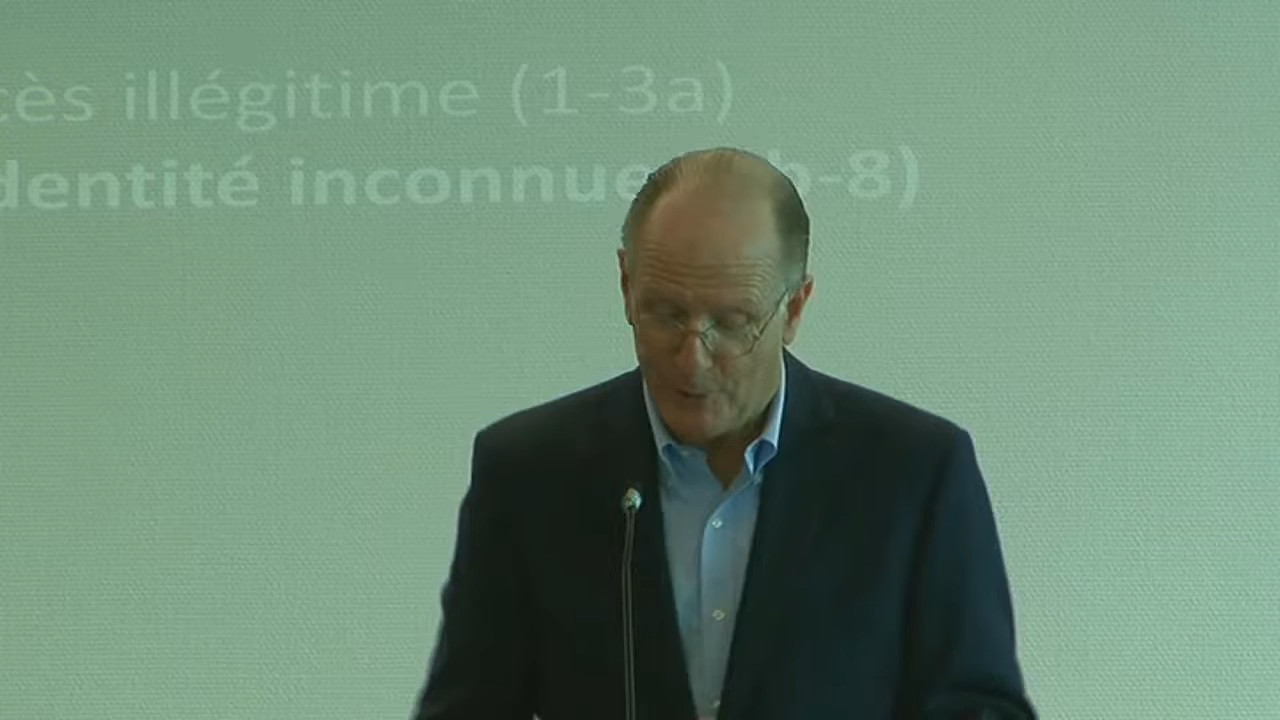 cès illégitime (1-3a)
dentité inconnue b-8)